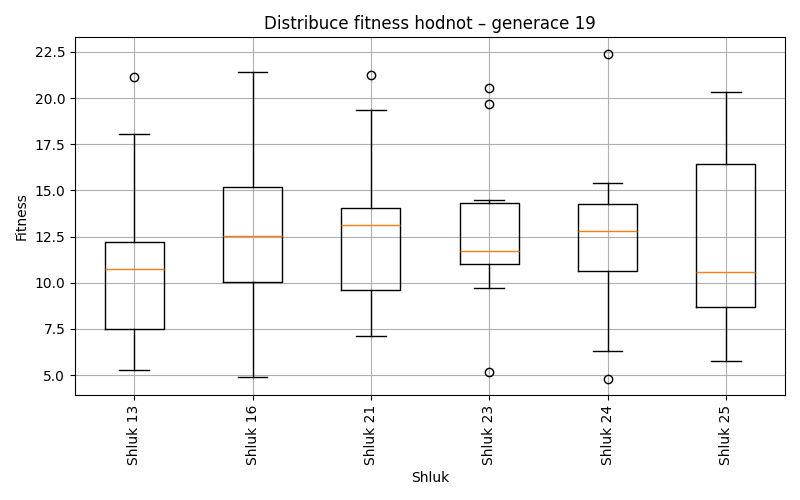 Distribuce fitness hodnot – generace 19
22.5
20.0
17.5
15.0
12.5
10.0
7.5
5.0
Fitness
Shluk 13
Shluk 16
Shluk 21
Shluk 23
Shluk 24
Shluk 25
Shluk